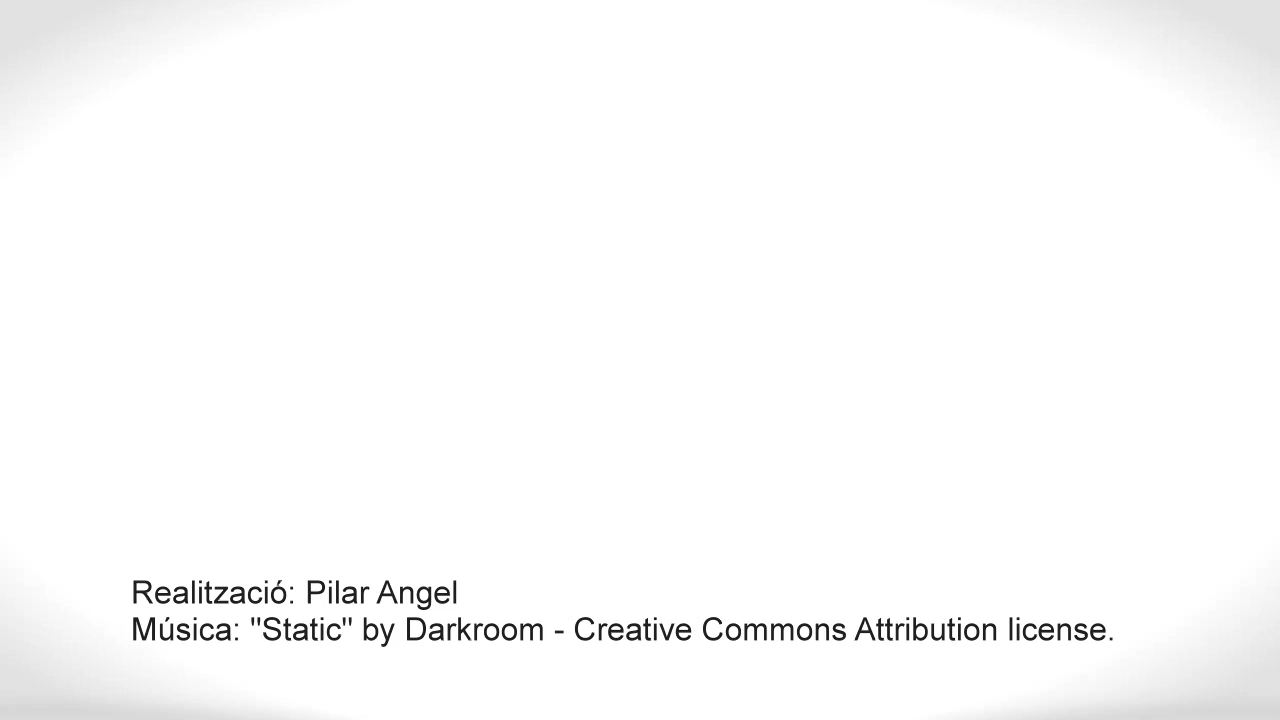 Realització: Pilar Angel
Música: "Static" by Darkroom - Creative Commons Attribution license.